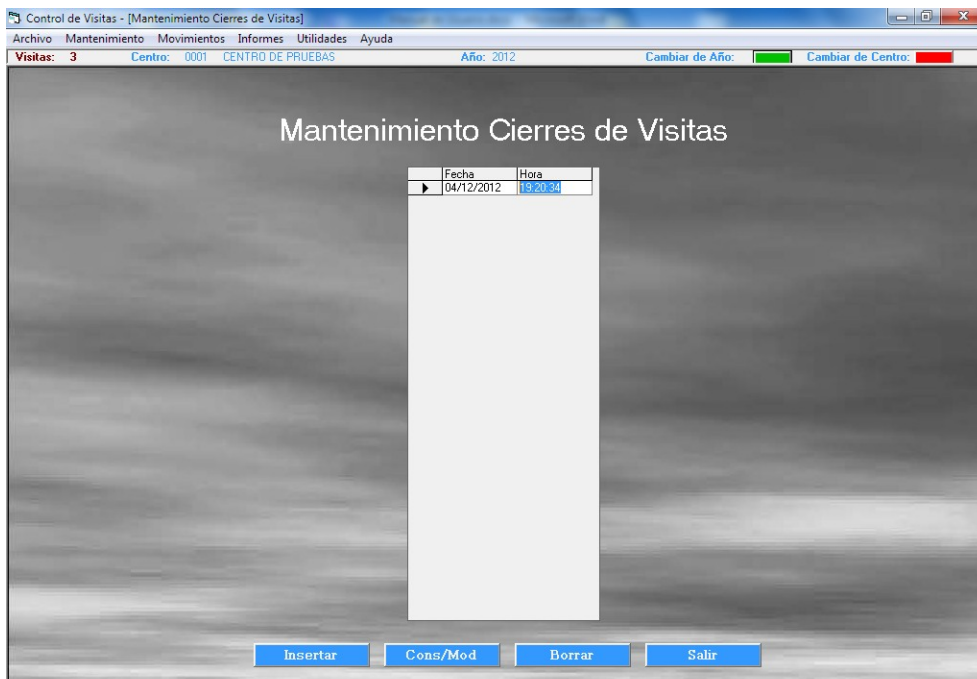 Control de Visitas - [Mantenimiento Cierres de Visitas]
Archivo Mantenimiento Movimientos Informes Utilidades Ayuda
Visitas: 3 Centro: 0001 CENTRO DE PRUEBAS Año: 2012 Cambiar de Año: Cambiar de Centro:
Mantenimiento Cierres de Visitas
Fecha Hora
04/12/2012 19:20:34
Insertar Cons/Mod Borrar Salir